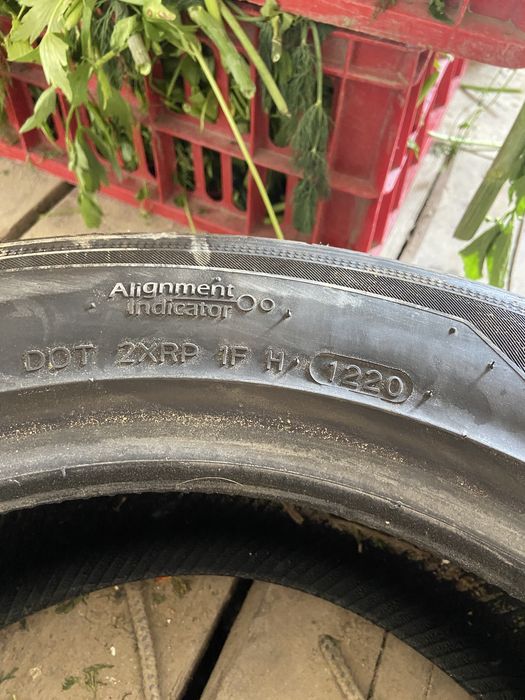 Alignment
Indicator
DOT 2XRP 1F H 1220